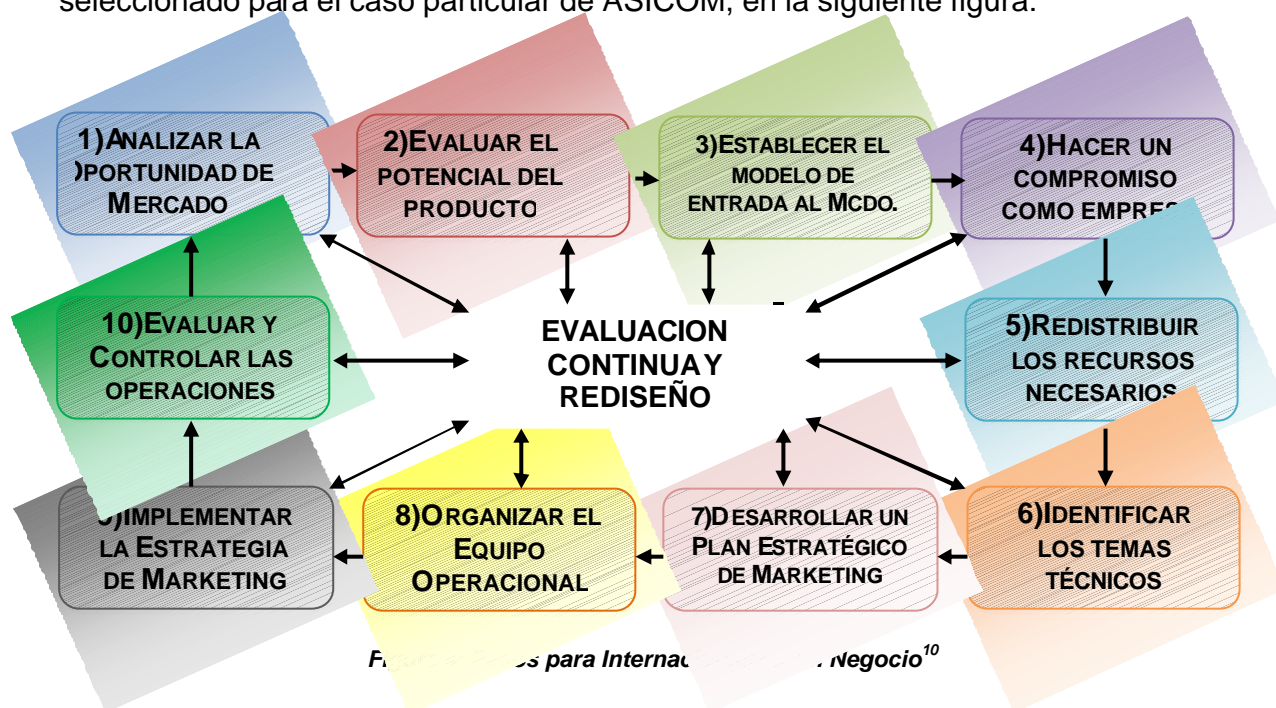 seleccionado para el caso particular de ASICOM, en la siguiente figura:
1)ANALIZAR LA
OPORTUNIDAD DE
MERCADO
2)EVALUAR EL
POTENCIAL DEL
PRODUCTO
3)ESTABLECER EL
MODELO DE
ENTRADA AL MCDO.
4)HACER UN
COMPROMISO
COMO
10)EVALUAR Y
CONTROLAR LAS
OPERACIONES
EVALUACION
CONTINUA Y
REDISEÑO
5)REDISTRIBUIR
LOS RECURSOS
NECESARIOS
9)IMPLEMENTAR
LA ESTRATEGIA
DE MARKETING
8)ORGANIZAR EL
EQUIPO
OPERACIONAL
7)DESARROLLAR UN
PLAN ESTRATÉGICO
DE MARKETING
6)IDENTIFICAR
LOS TEMAS
TÉCNICOS
para Negocio10